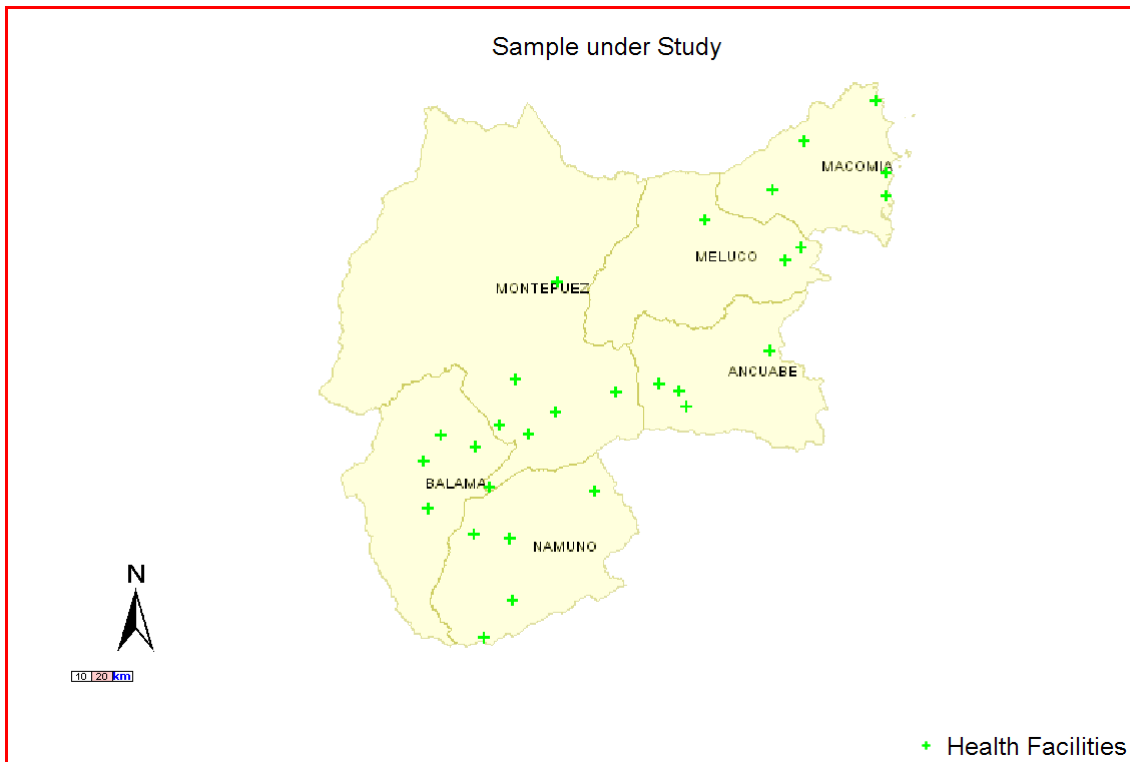 Sample under Study
MACOMIA
MELUCO
MONTEPUEZ
ANCUABE
BALAMA
NAMUNO
N
10 20 km
Health Facilities